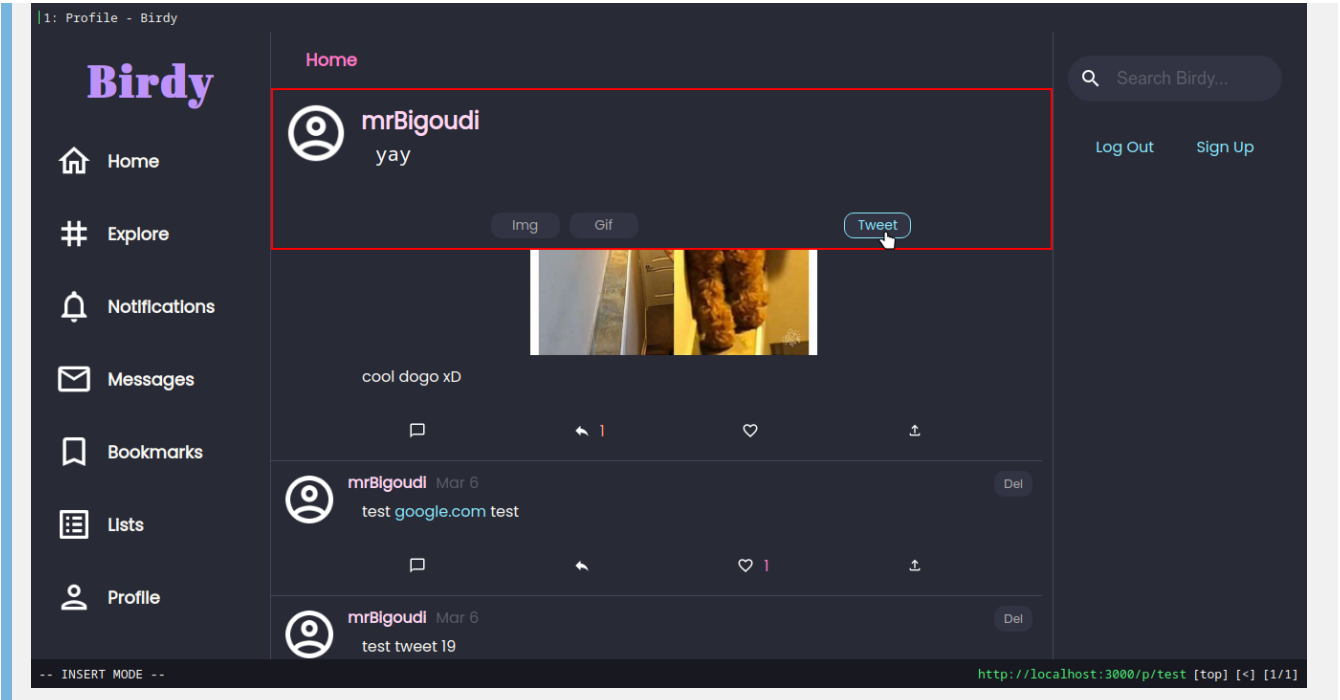 1: Profile - Birdy
Birdy
Home
Explore
Notifications
Messages
Bookmarks
Lists
Profile
Home
mrBigoudi
yay
Img Gif Tweet
cool dogo xD
1
mrBigoudi Mar 6 Del
test google.com test
1
mrBigoudi Mar 6 Del
test tweet 19
Search Birdy...
Log Out Sign Up
-- INSERT MODE -- http://localhost:3000/p/test [top] [<] [1/1]